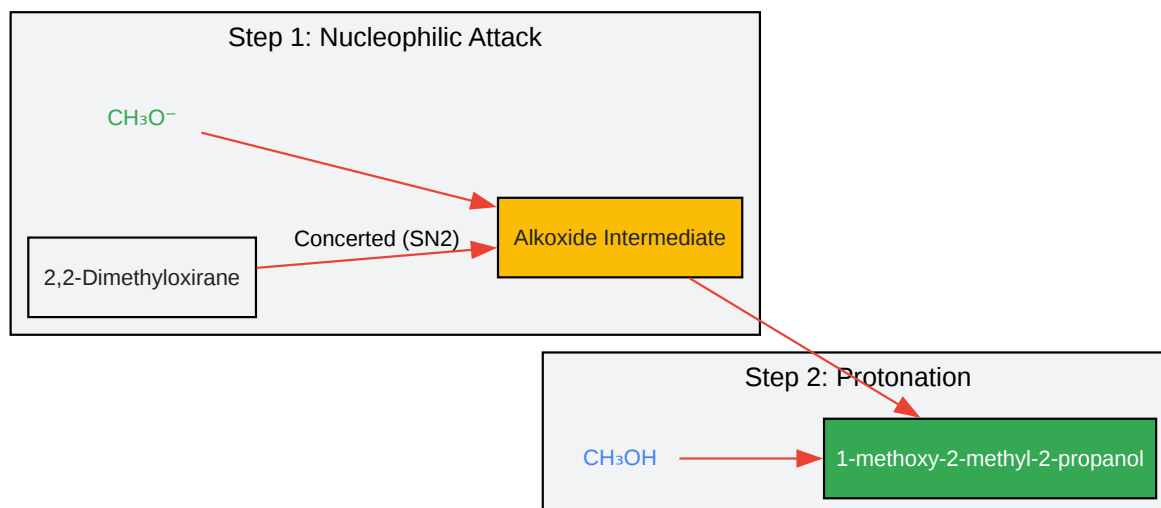 Step 1: Nucleophilic Attack
CH₃O⁻
Concerted (SN2)
Alkoxide Intermediate
2,2-Dimethyloxirane
Step 2: Protonation
CH₃OH
1-methoxy-2-methyl-2-propanol